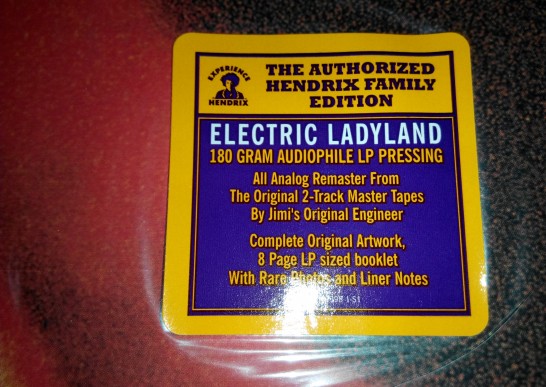 EXPERIENCE
HENDRIX
THE AUTHORIZED
HENDRIX FAMILY
EDITION
ELECTRIC LADYLAND
180 GRAM AUDIOPHILE LP PRESSING
All Analog Remaster From
The Original 2-Track Master Tapes
By Jimi's Original Engineer
Complete Original Artwork,
8 Page LP sized booklet
With Rare Photos and Liner Notes